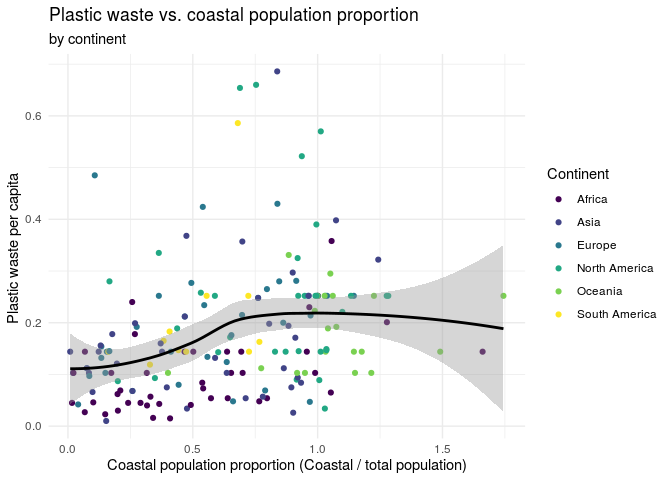 Plastic waste vs. coastal population proportion
by continent
Plastic waste per capita
0.6
0.4
0.2
0.0
0.0 0.5 1.0 1.5
Coastal population proportion (Coastal / total population)
Continent
Africa
Asia
Europe
North America
Oceania
South America